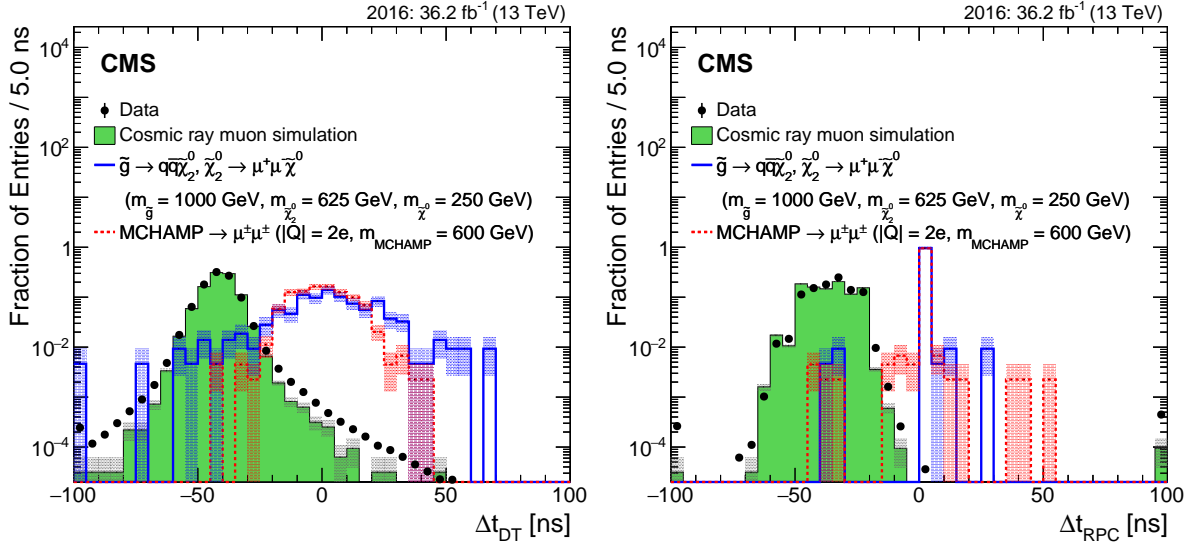 2016: 36.2 fb⁻¹ (13 TeV)
CMS
Data
Cosmic ray muon simulation
g̃ → qq̅χ̃⁰₂, χ̃⁰₂ → μ⁺μ⁻χ̃⁰
(m_g̃ = 1000 GeV, m_χ̃⁰₂ = 625 GeV, m_χ̃⁰ = 250 GeV)
MCHAMP → μ±μ± (|Q| = 2e, m_MCHAMP = 600 GeV)
Fraction of Entries / 5.0 ns
10⁴
10²
1
10⁻²
10⁻⁴
−100 −50 0 50 100
Δt_DT [ns]
2016: 36.2 fb⁻¹ (13 TeV)
CMS
Data
Cosmic ray muon simulation
g̃ → qq̅χ̃⁰₂, χ̃⁰₂ → μ⁺μ⁻χ̃⁰
(m_g̃ = 1000 GeV, m_χ̃⁰₂ = 625 GeV, m_χ̃⁰ = 250 GeV)
MCHAMP → μ±μ± (|Q| = 2e, m_MCHAMP = 600 GeV)
Fraction of Entries / 5.0 ns
10⁴
10²
1
10⁻²
10⁻⁴
−100 −50 0 50 100
Δt_RPC [ns]